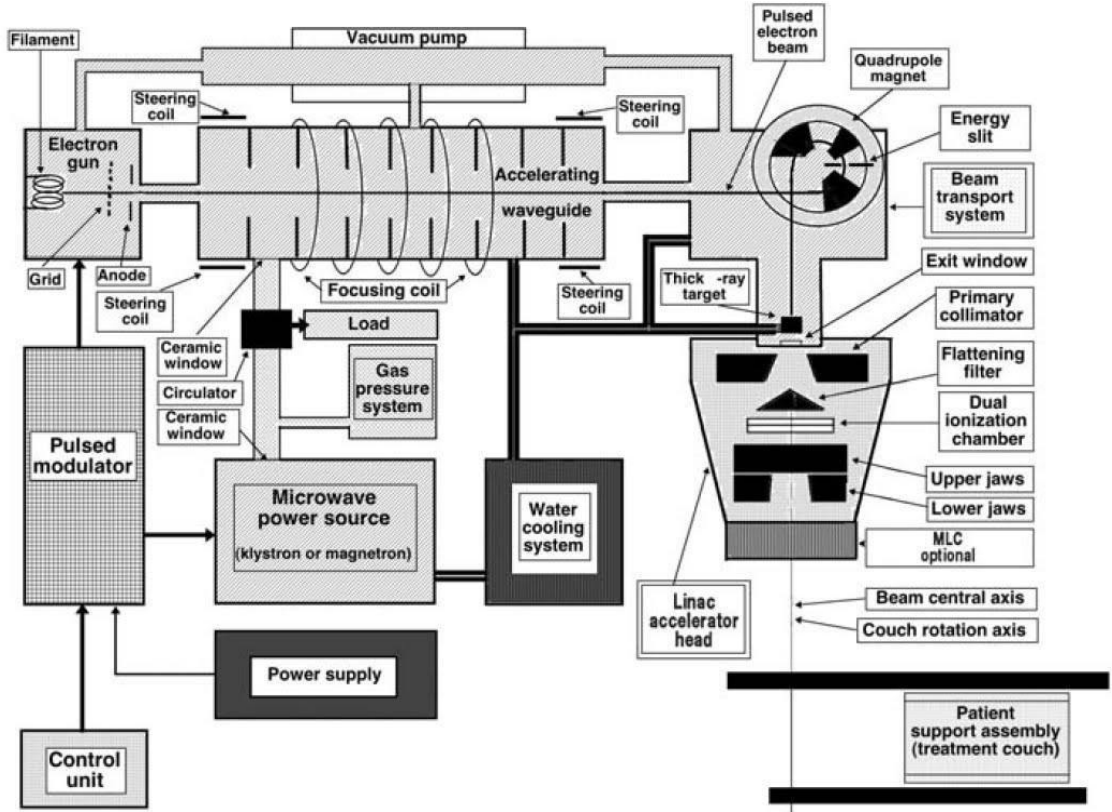 Filament
Vacuum pump
Pulsed
electron
beam
Quadrupole
magnet
Steering
coil
Steering
coil
Energy
slit
Electron
gun
Accelerating
waveguide
Beam
transport
system
Grid
Anode
Steering
coil
Focusing coil
Steering
coil
Thick -ray
target
Exit window
Primary
collimator
Ceramic
window
Load
Circulator
Gas
pressure
system
Flattening
filter
Ceramic
window
Dual
ionization
chamber
Pulsed
modulator
Microwave
power source
(klystron or magnetron)
Water
cooling
system
Upper jaws
Lower jaws
MLC
optional
Linac
accelerator
head
Beam central axis
Couch rotation axis
Power supply
Control
unit
Patient
support assembly
(treatment couch)